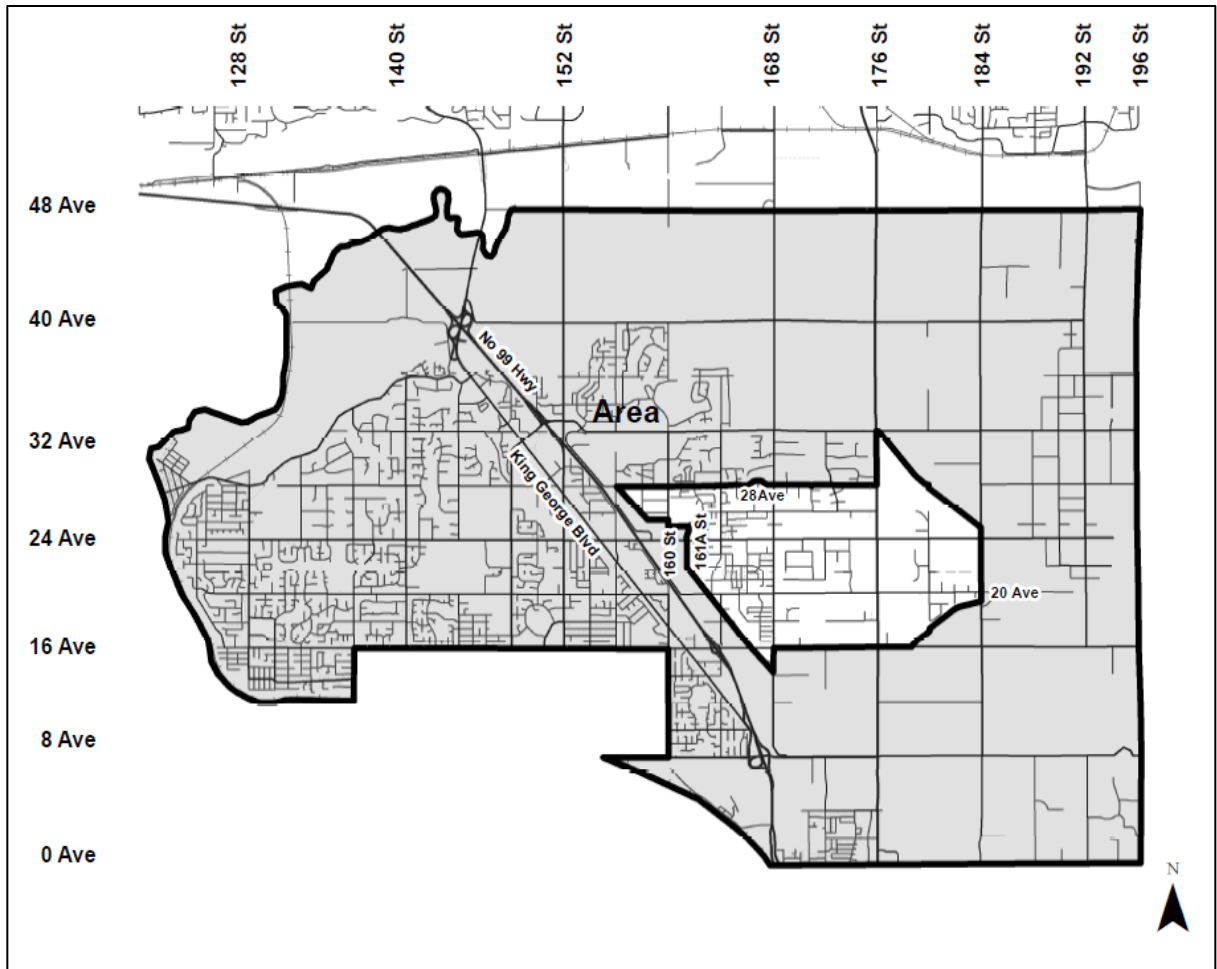 128 St
140 St
152 St
168 St
176 St
184 St
192 St
196 St
48 Ave
40 Ave
No 99 Hwy
Area
32 Ave
King George Blvd
28Ave
24 Ave
160 St
161A St
20 Ave
16 Ave
8 Ave
0 Ave
N